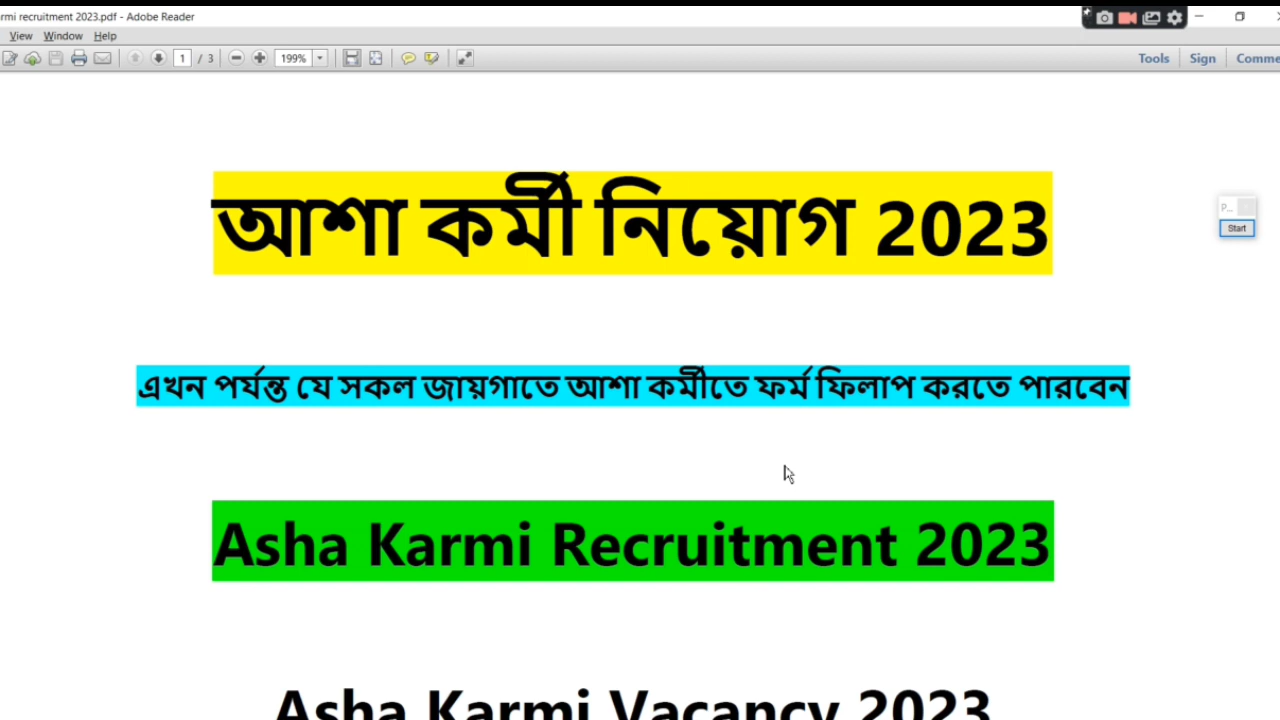 rmi recruitment 2023.pdf - Adobe Reader
View Window Help
1 / 3 199% Tools Sign Comme
আশা কর্মী নিয়োগ 2023
P...
Start
এখন পর্যন্ত যে সকল জায়গাতে আশা কর্মীতে ফর্ম ফিলাপ করতে পারবেন
Asha Karmi Recruitment 2023
Asha Karmi Vacancy 2023